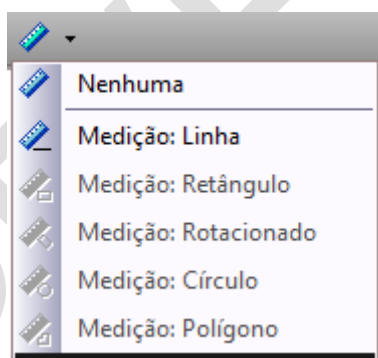 Nenhuma
Medição: Linha
Medição: Retângulo
Medição: Rotacionado
Medição: Círculo
Medição: Polígono